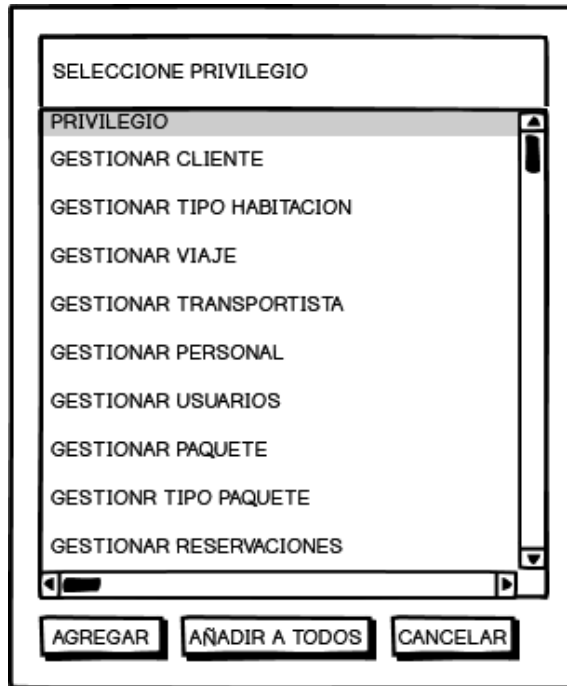 SELECCIONE PRIVILEGIO
PRIVILEGIO
GESTIONAR CLIENTE
GESTIONAR TIPO HABITACION
GESTIONAR VIAJE
GESTIONAR TRANSPORTISTA
GESTIONAR PERSONAL
GESTIONAR USUARIOS
GESTIONAR PAQUETE
GESTIONR TIPO PAQUETE
GESTIONAR RESERVACIONES
AGREGAR AÑADIR A TODOS CANCELAR